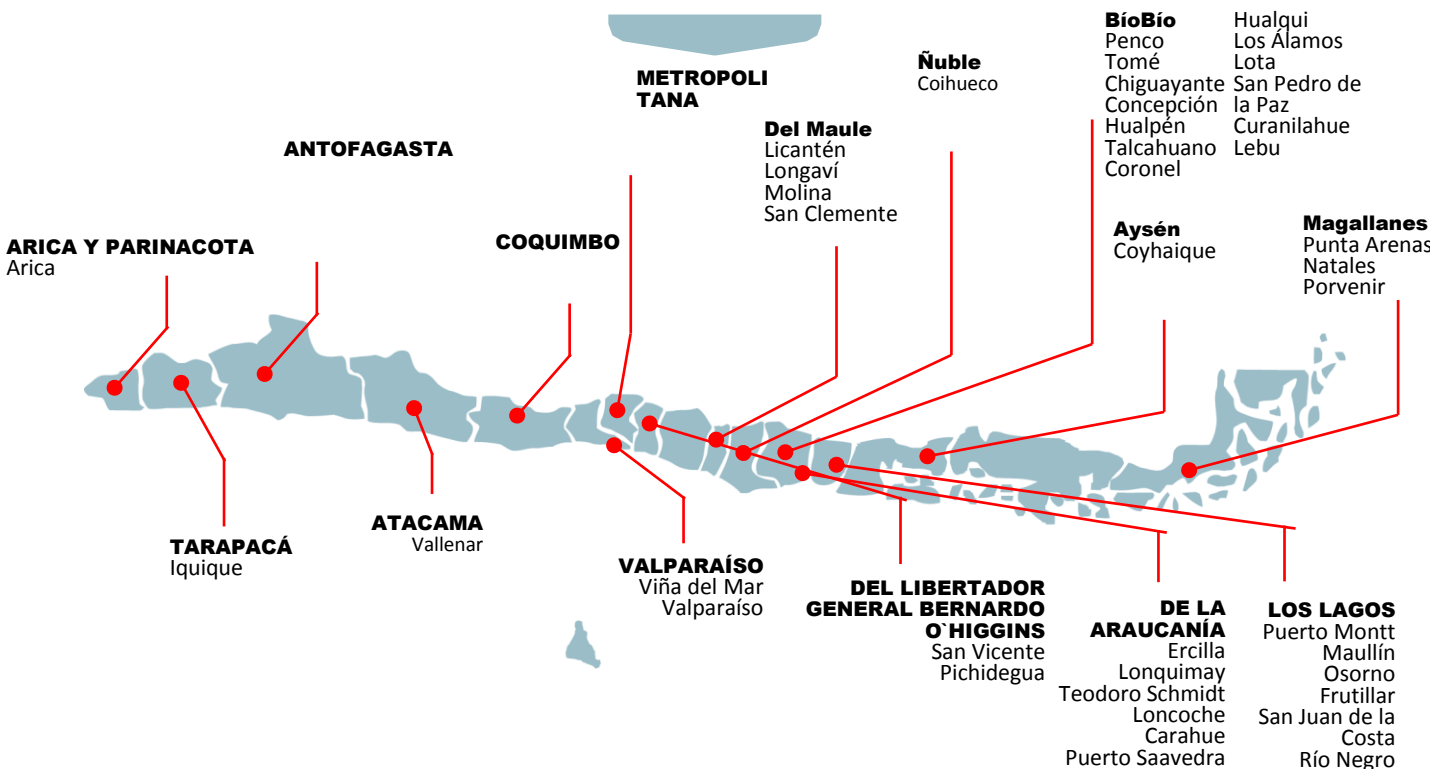 METROPOLI
TANA
Ñuble
Coihueco
BíoBío
Penco
Tomé
Chiguayante
Concepción
Hualpén
Talcahuano
Coronel
Hualqui
Los Álamos
Lota
San Pedro de
la Paz
Curanilahue
Lebu
ANTOFAGASTA
Del Maule
Licantén
Longaví
Molina
San Clemente
ARICA Y PARINACOTA
Arica
COQUIMBO
Aysén
Coyhaique
Magallanes
Punta Arenas
Natales
Porvenir
TARAPACÁ
Iquique
ATACAMA
Vallenar
VALPARAÍSO
Viña del Mar
Valparaíso
DEL LIBERTADOR
GENERAL BERNARDO
O`HIGGINS
San Vicente
Pichidegua
DE LA
ARAUCANÍA
Ercilla
Lonquimay
Teodoro Schmidt
Loncoche
Carahue
Puerto Saavedra
LOS LAGOS
Puerto Montt
Maullín
Osorno
Frutillar
San Juan de la
Costa
Río Negro